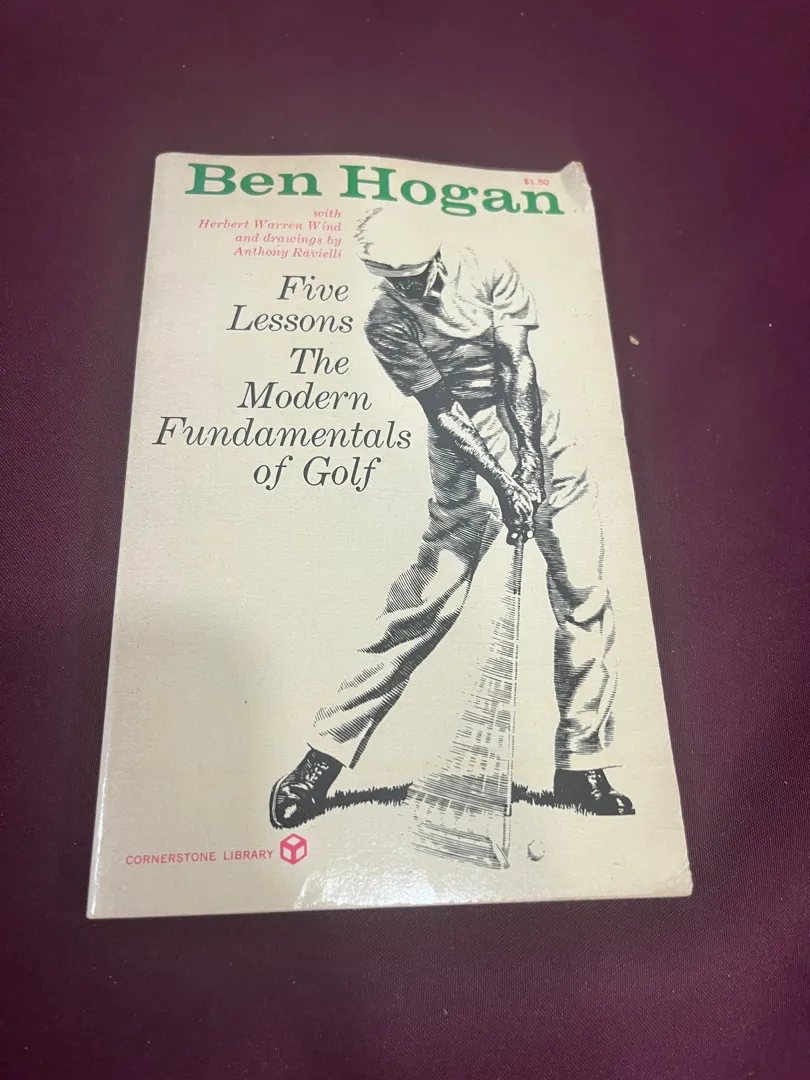 Ben Hogan
$1.50
with
Herbert Warren Wind
and drawings by
Anthony Ravielli
Five
Lessons
The
Modern
Fundamentals
of Golf
CORNERSTONE LIBRARY